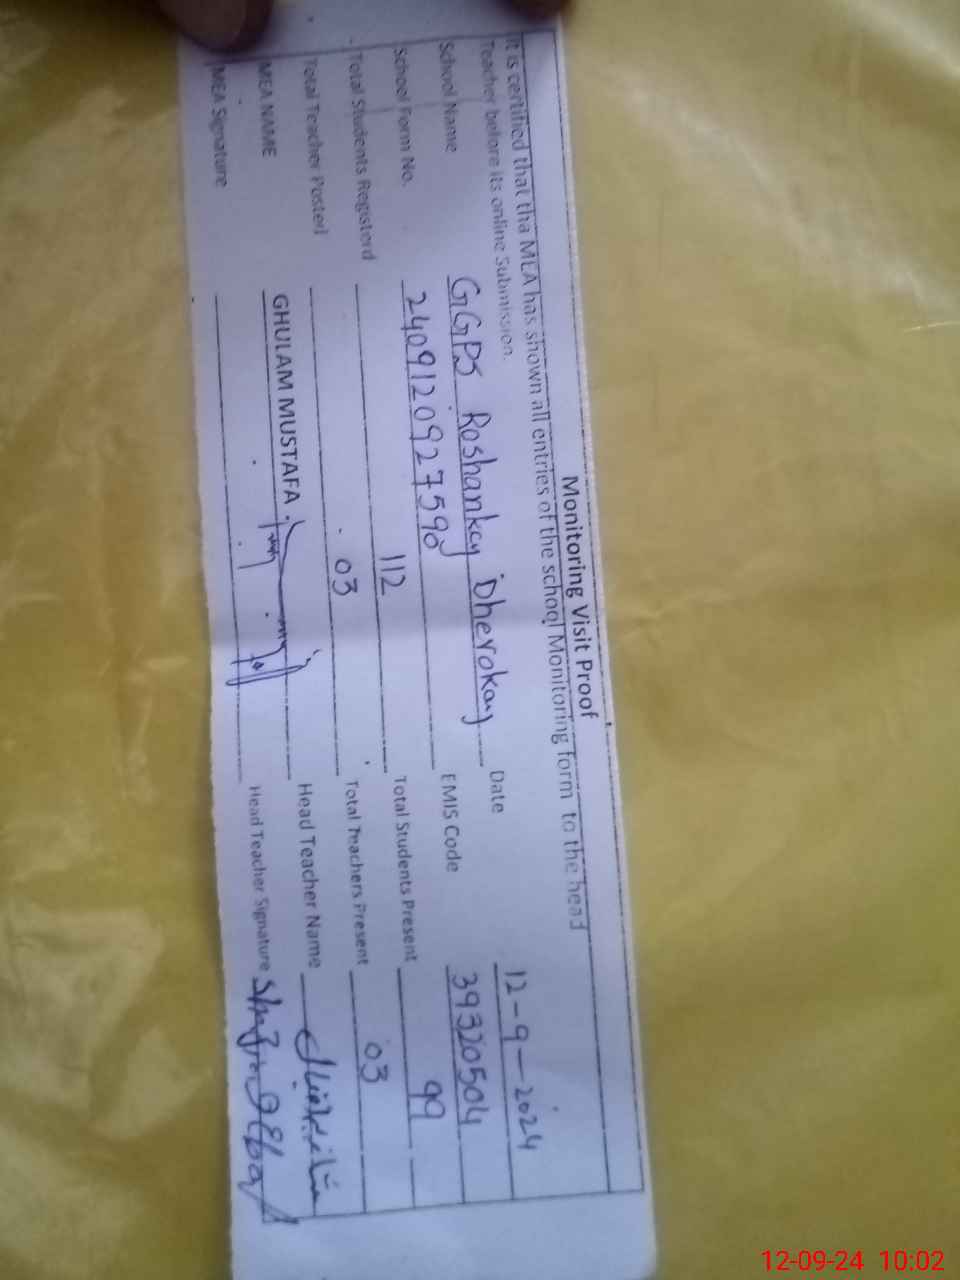 Monitoring Visit Proof
It is certified that tha MEA has shown all entries of the school Monitoring form to the head
Teacher before its online Submission.
School Name GGPS Roshankay Dherokay Date 12-9-2024
School Form No. 240912092759 EMIS Code 39320504
Total Students Registerd 112 Total Students Present 99
Total Teacher Posted 03 Total Teachers Present 03
MEA NAME GHULAM MUSTAFA Head Teacher Name
MEA Signature Head Teacher Signature
12-09-24 10:02